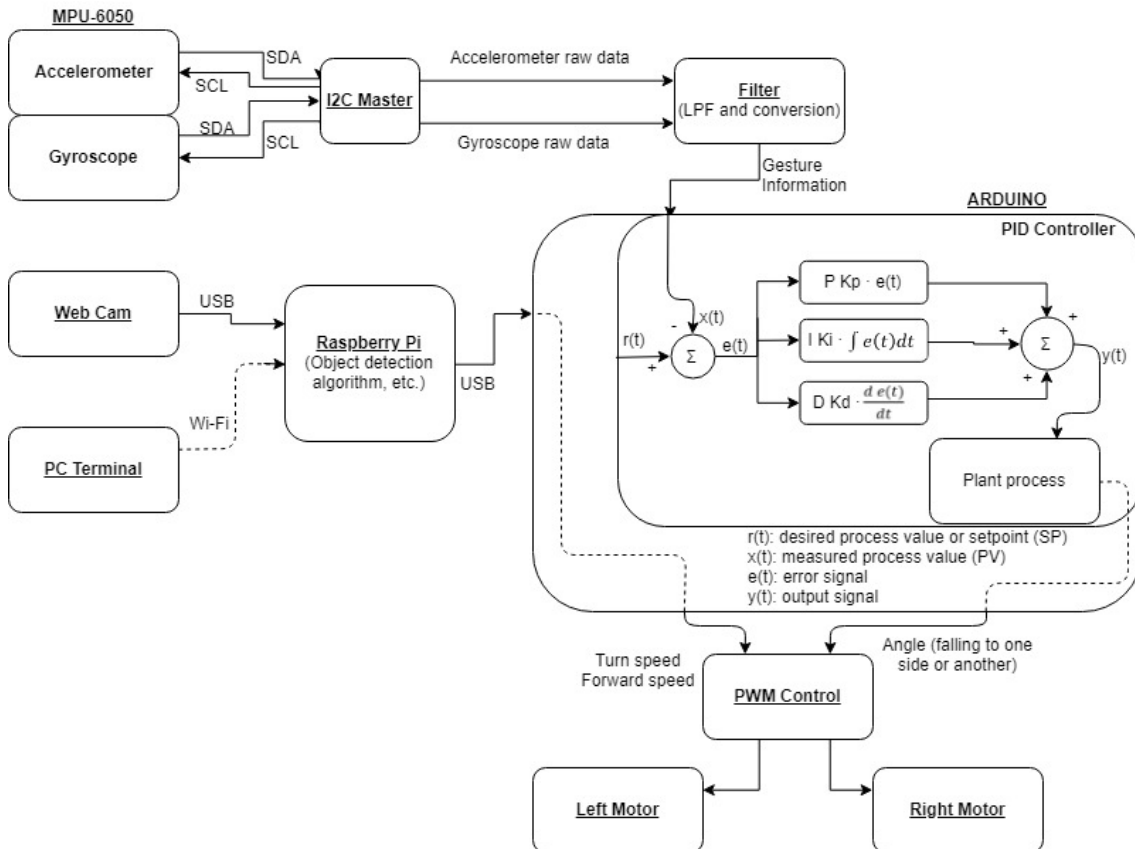 MPU-6050
Accelerometer
Gyroscope
SDA
SCL
SDA
SCL
I2C Master
Accelerometer raw data
Gyroscope raw data
Filter
(LPF and conversion)
Gesture
Information
ARDUINO
PID Controller
Web Cam
USB
PC Terminal
Wi-Fi
Raspberry Pi
(Object detection
algorithm, etc.)
USB
r(t)
+
-
x(t)
Σ
e(t)
P Kp · e(t)
I Ki · ∫ e(t)dt
D Kd · d e(t)/dt
+
+
+
Σ
y(t)
Plant process
r(t): desired process value or setpoint (SP)
x(t): measured process value (PV)
e(t): error signal
y(t): output signal
Turn speed
Forward speed
Angle (falling to one
side or another)
PWM Control
Left Motor
Right Motor